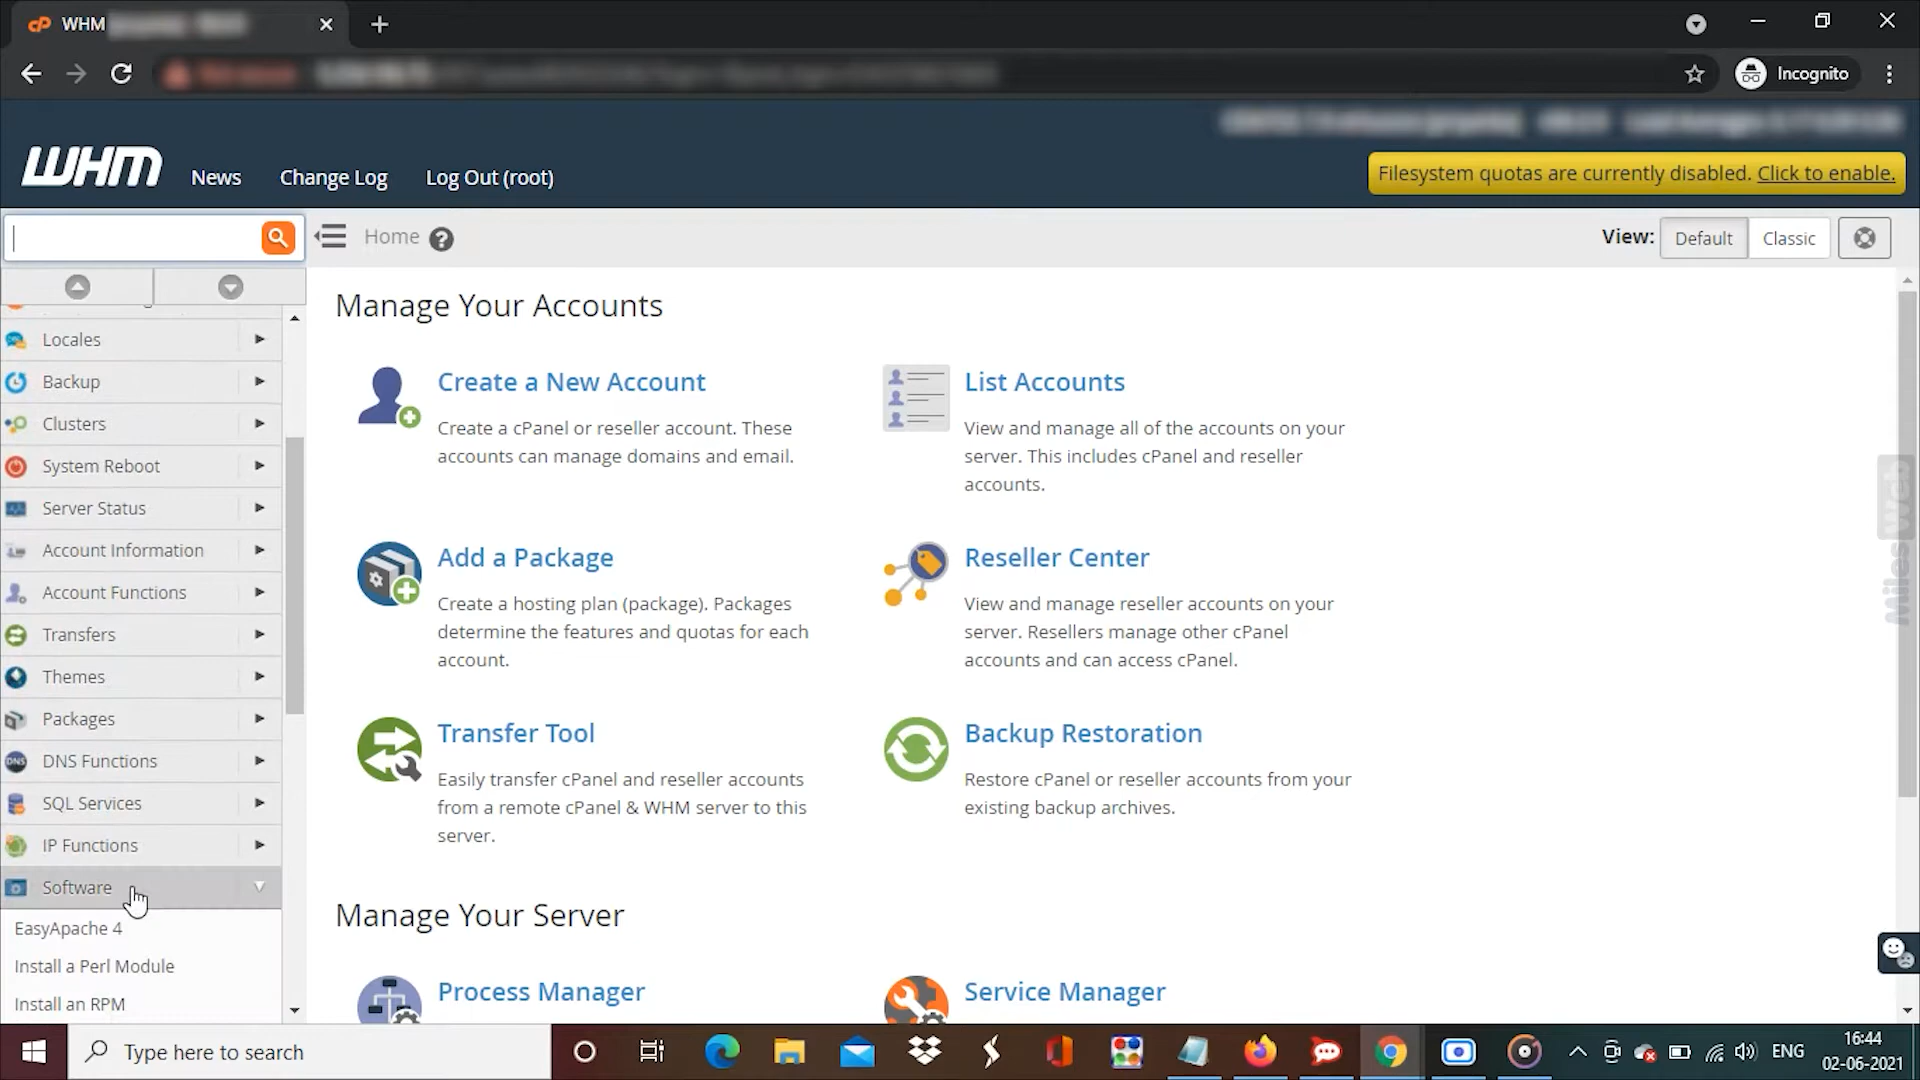 WHM
Incognito
WHM
News
Change Log
Log Out (root)
Filesystem quotas are currently disabled. Click to enable.
Home
View:
Default
Classic
Locales
Backup
Clusters
System Reboot
Server Status
Account Information
Account Functions
Transfers
Themes
Packages
DNS Functions
SQL Services
IP Functions
Software
EasyApache 4
Install a Perl Module
Install an RPM
Manage Your Accounts
Create a New Account
Create a cPanel or reseller account. These
accounts can manage domains and email.
List Accounts
View and manage all of the accounts on your
server. This includes cPanel and reseller
accounts.
Add a Package
Create a hosting plan (package). Packages
determine the features and quotas for each
account.
Reseller Center
View and manage reseller accounts on your
server. Resellers manage other cPanel
accounts and can access cPanel.
Transfer Tool
Easily transfer cPanel and reseller accounts
from a remote cPanel & WHM server to this
server.
Backup Restoration
Restore cPanel or reseller accounts from your
existing backup archives.
Manage Your Server
Process Manager
Service Manager
MilesWeb
Type here to search
ENG
16:44
02-06-2021